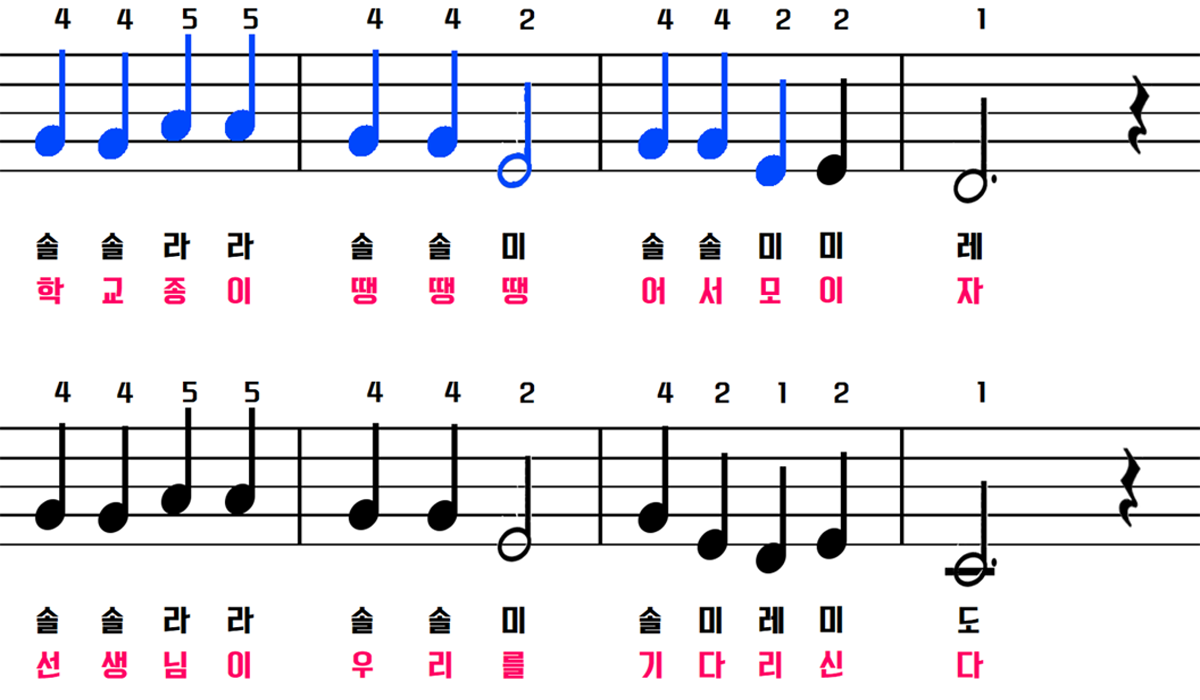 4 4 5 5 4 4 2 4 4 2 2 1
솔 솔 라 라 솔 솔 미 솔 솔 미 미 레
학 교 종 이 땡 땡 땡 어 서 모 이 자
4 4 5 5 4 4 2 4 2 1 2 1
솔 솔 라 라 솔 솔 미 솔 미 레 미 도
선 생 님 이 우 리 를 기 다 리 신 다